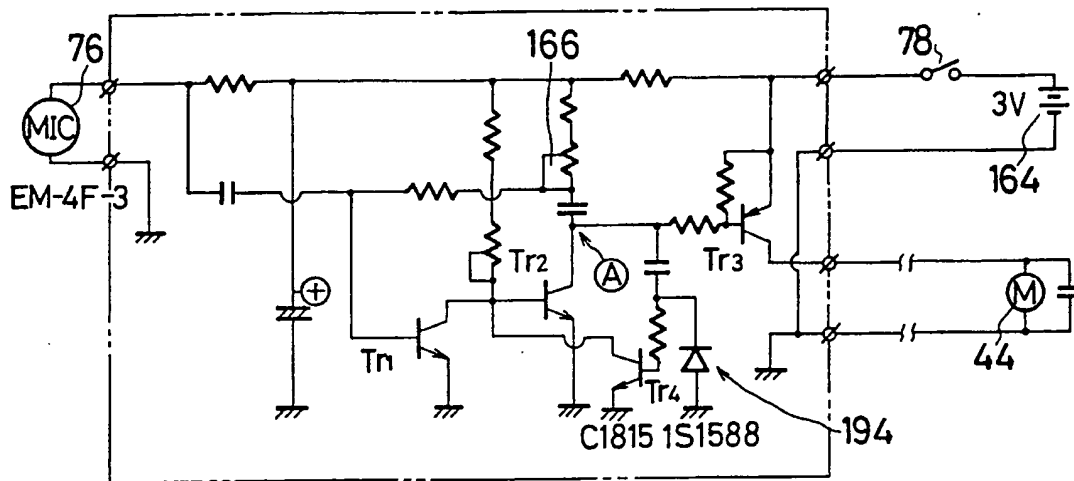 76
166
78
MIC
3V
164
EM-4F-3
+
Tr2
A
Tr3
M
44
Tr1
Tr4
C1815 1S1588
194